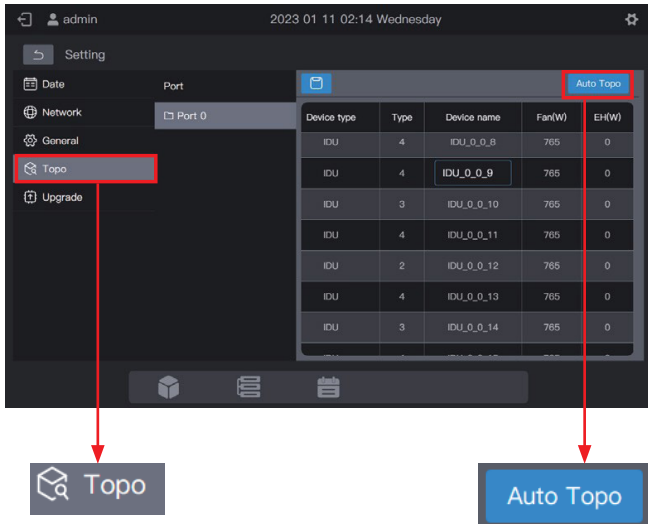 admin 2023 01 11 02:14 Wednesday
Setting
Date
Network
General
Topo
Upgrade
Port
Port 0
Auto Topo
Device type Type Device name Fan(W) EH(W)
IDU 4 IDU_0_0_8 765 0
IDU 4 IDU_0_0_9 765 0
IDU 3 IDU_0_0_10 765 0
IDU 4 IDU_0_0_11 765 0
IDU 2 IDU_0_0_12 765 0
IDU 4 IDU_0_0_13 765 0
IDU 3 IDU_0_0_14 765 0
Topo
Auto Topo